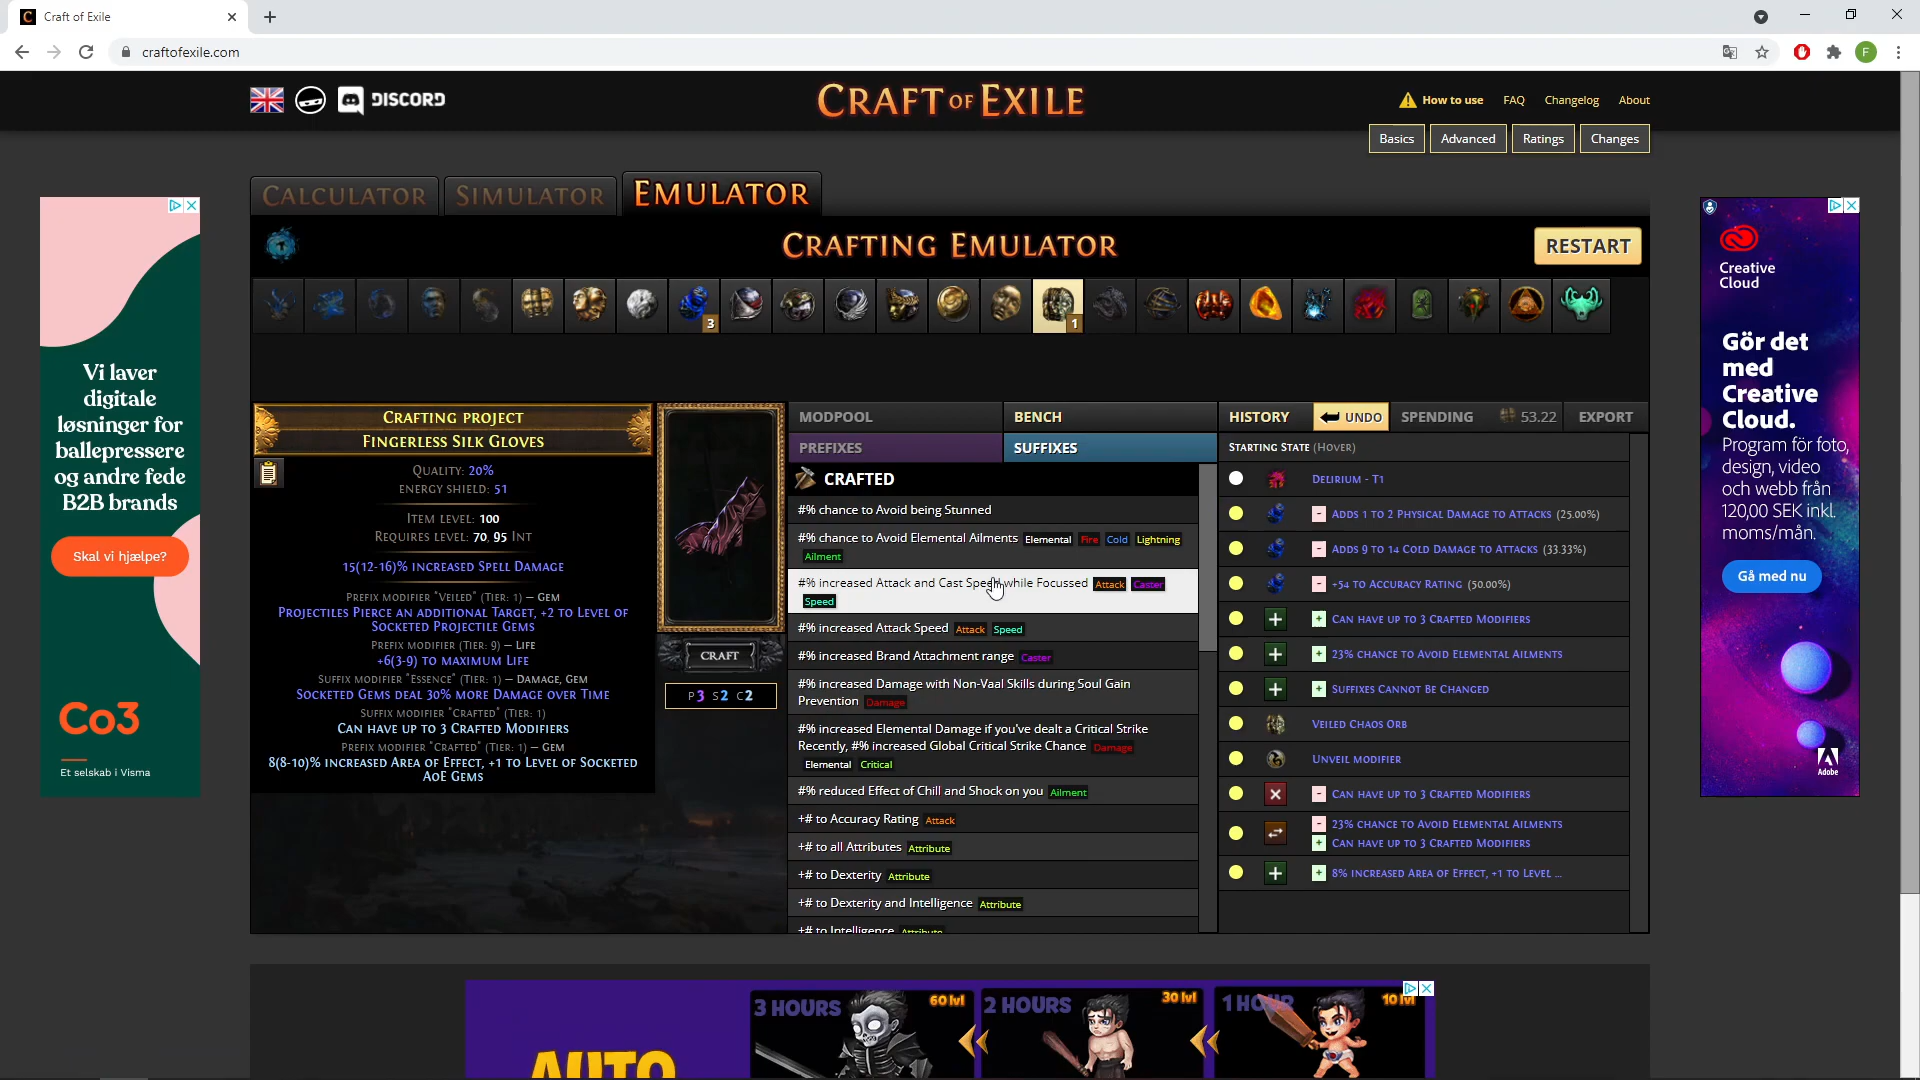 Craft of Exile
craftofexile.com
F
DISCORD
CRAFT OF EXILE
How to use
FAQ
Changelog
About
Basics
Advanced
Ratings
Changes
CALCULATOR
SIMULATOR
EMULATOR
CRAFTING EMULATOR
RESTART
3
1
CRAFTING PROJECT
FINGERLESS SILK GLOVES
QUALITY: 20%
ENERGY SHIELD: 51
ITEM LEVEL: 100
REQUIRES LEVEL: 70, 95 INT
15(12-16)% INCREASED SPELL DAMAGE
PREFIX MODIFIER "VEILED" (TIER: 1) — GEM
PROJECTILES PIERCE AN ADDITIONAL TARGET, +2 TO LEVEL OF
SOCKETED PROJECTILE GEMS
PREFIX MODIFIER (TIER: 9) — LIFE
+6(3-9) TO MAXIMUM LIFE
SUFFIX MODIFIER "ESSENCE" (TIER: 1) — DAMAGE, GEM
SOCKETED GEMS DEAL 30% MORE DAMAGE OVER TIME
SUFFIX MODIFIER "CRAFTED" (TIER: 1)
CAN HAVE UP TO 3 CRAFTED MODIFIERS
PREFIX MODIFIER "CRAFTED" (TIER: 1) — GEM
8(8-10)% INCREASED AREA OF EFFECT, +1 TO LEVEL OF SOCKETED
AOE GEMS
CRAFT
P3 S2 C2
MODPOOL
BENCH
PREFIXES
SUFFIXES
CRAFTED
#% chance to Avoid being Stunned
#% chance to Avoid Elemental Ailments Elemental Fire Cold Lightning
Ailment
#% increased Attack and Cast Speed while Focussed Attack Caster
Speed
#% increased Attack Speed Attack Speed
#% increased Brand Attachment range Caster
#% increased Damage with Non-Vaal Skills during Soul Gain
Prevention Damage
#% increased Elemental Damage if you've dealt a Critical Strike
Recently, #% increased Global Critical Strike Chance Damage
Elemental Critical
#% reduced Effect of Chill and Shock on you Ailment
+# to Accuracy Rating Attack
+# to all Attributes Attribute
+# to Dexterity Attribute
+# to Dexterity and Intelligence Attribute
+# to Intelligence Attribute
HISTORY
UNDO
SPENDING
53.22
EXPORT
STARTING STATE (HOVER)
DELIRIUM - T1
- ADDS 1 TO 2 PHYSICAL DAMAGE TO ATTACKS (25.00%)
- ADDS 9 TO 14 COLD DAMAGE TO ATTACKS (33.33%)
- +54 TO ACCURACY RATING (50.00%)
+ CAN HAVE UP TO 3 CRAFTED MODIFIERS
+ 23% CHANCE TO AVOID ELEMENTAL AILMENTS
+ SUFFIXES CANNOT BE CHANGED
VEILED CHAOS ORB
UNVEIL MODIFIER
- CAN HAVE UP TO 3 CRAFTED MODIFIERS
- 23% CHANCE TO AVOID ELEMENTAL AILMENTS
+ CAN HAVE UP TO 3 CRAFTED MODIFIERS
+ 8% INCREASED AREA OF EFFECT, +1 TO LEVEL ...
Vi laver
digitale
løsninger for
ballepressere
og andre fede
B2B brands
Skal vi hjælpe?
Co3
Et selskab i Visma
Creative
Cloud
Gör det
med
Creative
Cloud.
Program för foto,
design, video
och webb från
120,00 SEK inkl.
moms/mån.
Gå med nu
Adobe
AUTO
3 HOURS
60 lvl
2 HOURS
30 lvl
1 HOUR
10 lvl